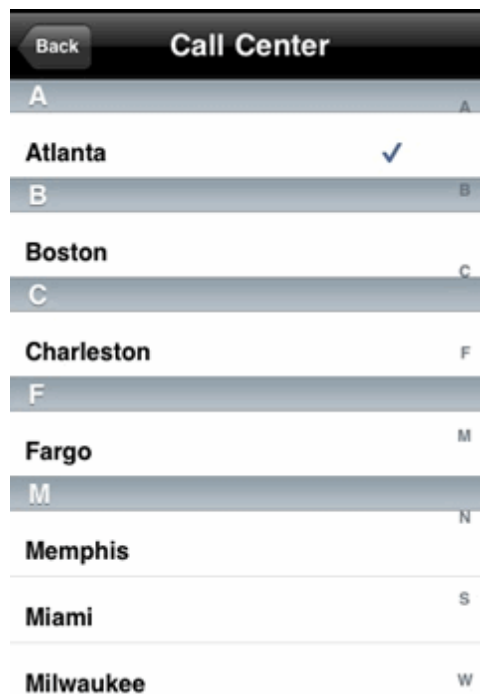 Back Call Center
A
Atlanta ✓
B
Boston
C
Charleston
F
Fargo
M
Memphis
Miami
Milwaukee
A
B
C
F
M
N
S
W